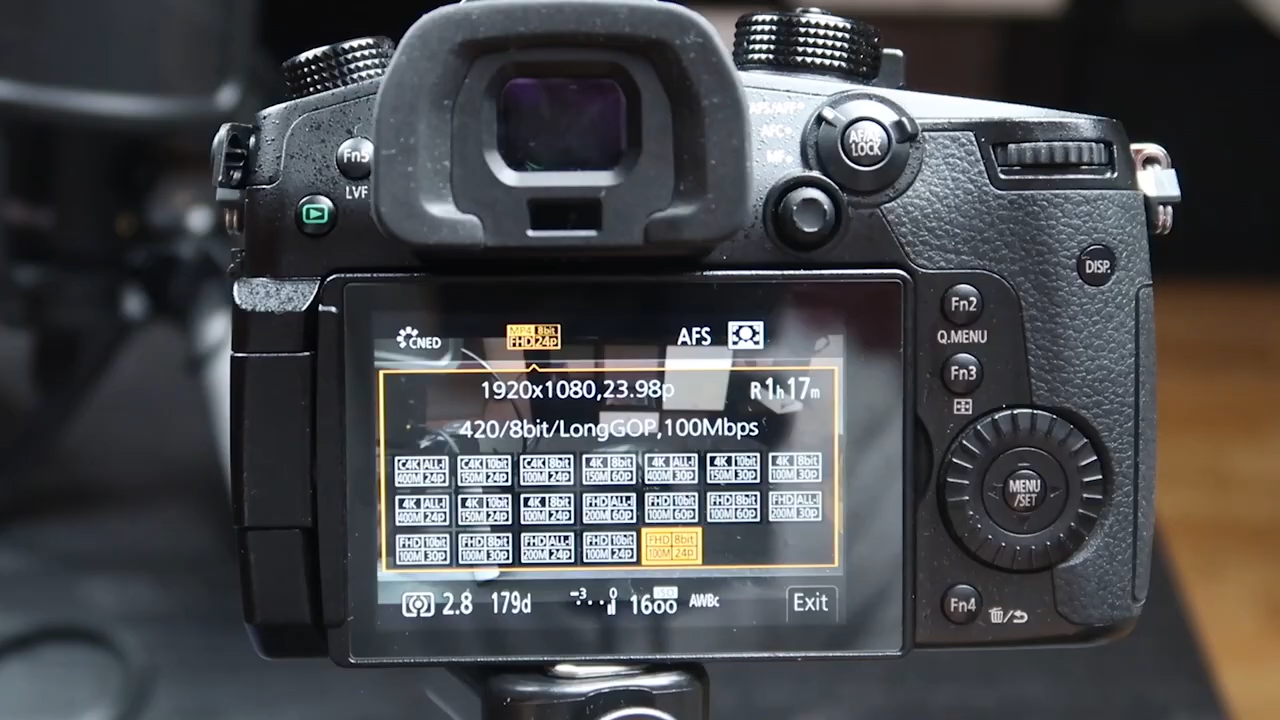 AFS/AFF
AFC
MF
AF/AE
LOCK
Fn5
LVF
DISP.
Fn2
Q.MENU
Fn3
MENU
/SET
Fn4
CNED
MP4 8bit
FHD 24p
AFS
1920x1080,23.98p R1h17m
420/8bit/LongGOP,100Mbps
C4K ALL-I C4K 10bit C4K 8bit 4K 8bit 4K ALL-I 4K 10bit 4K 8bit
400M 24p 150M 24p 100M 24p 150M 60p 400M 30p 150M 30p 100M 30p
4K ALL-I 4K 10bit 4K 8bit FHD ALL-I FHD 10bit FHD 8bit FHD ALL-I
400M 24p 150M 24p 100M 24p 200M 60p 100M 60p 100M 60p 200M 30p
FHD 10bit FHD 8bit FHD ALL-I FHD 10bit FHD 8bit
100M 30p 100M 30p 200M 24p 100M 24p 100M 24p
2.8 179d -3 0 ISO 1600 AWBc Exit